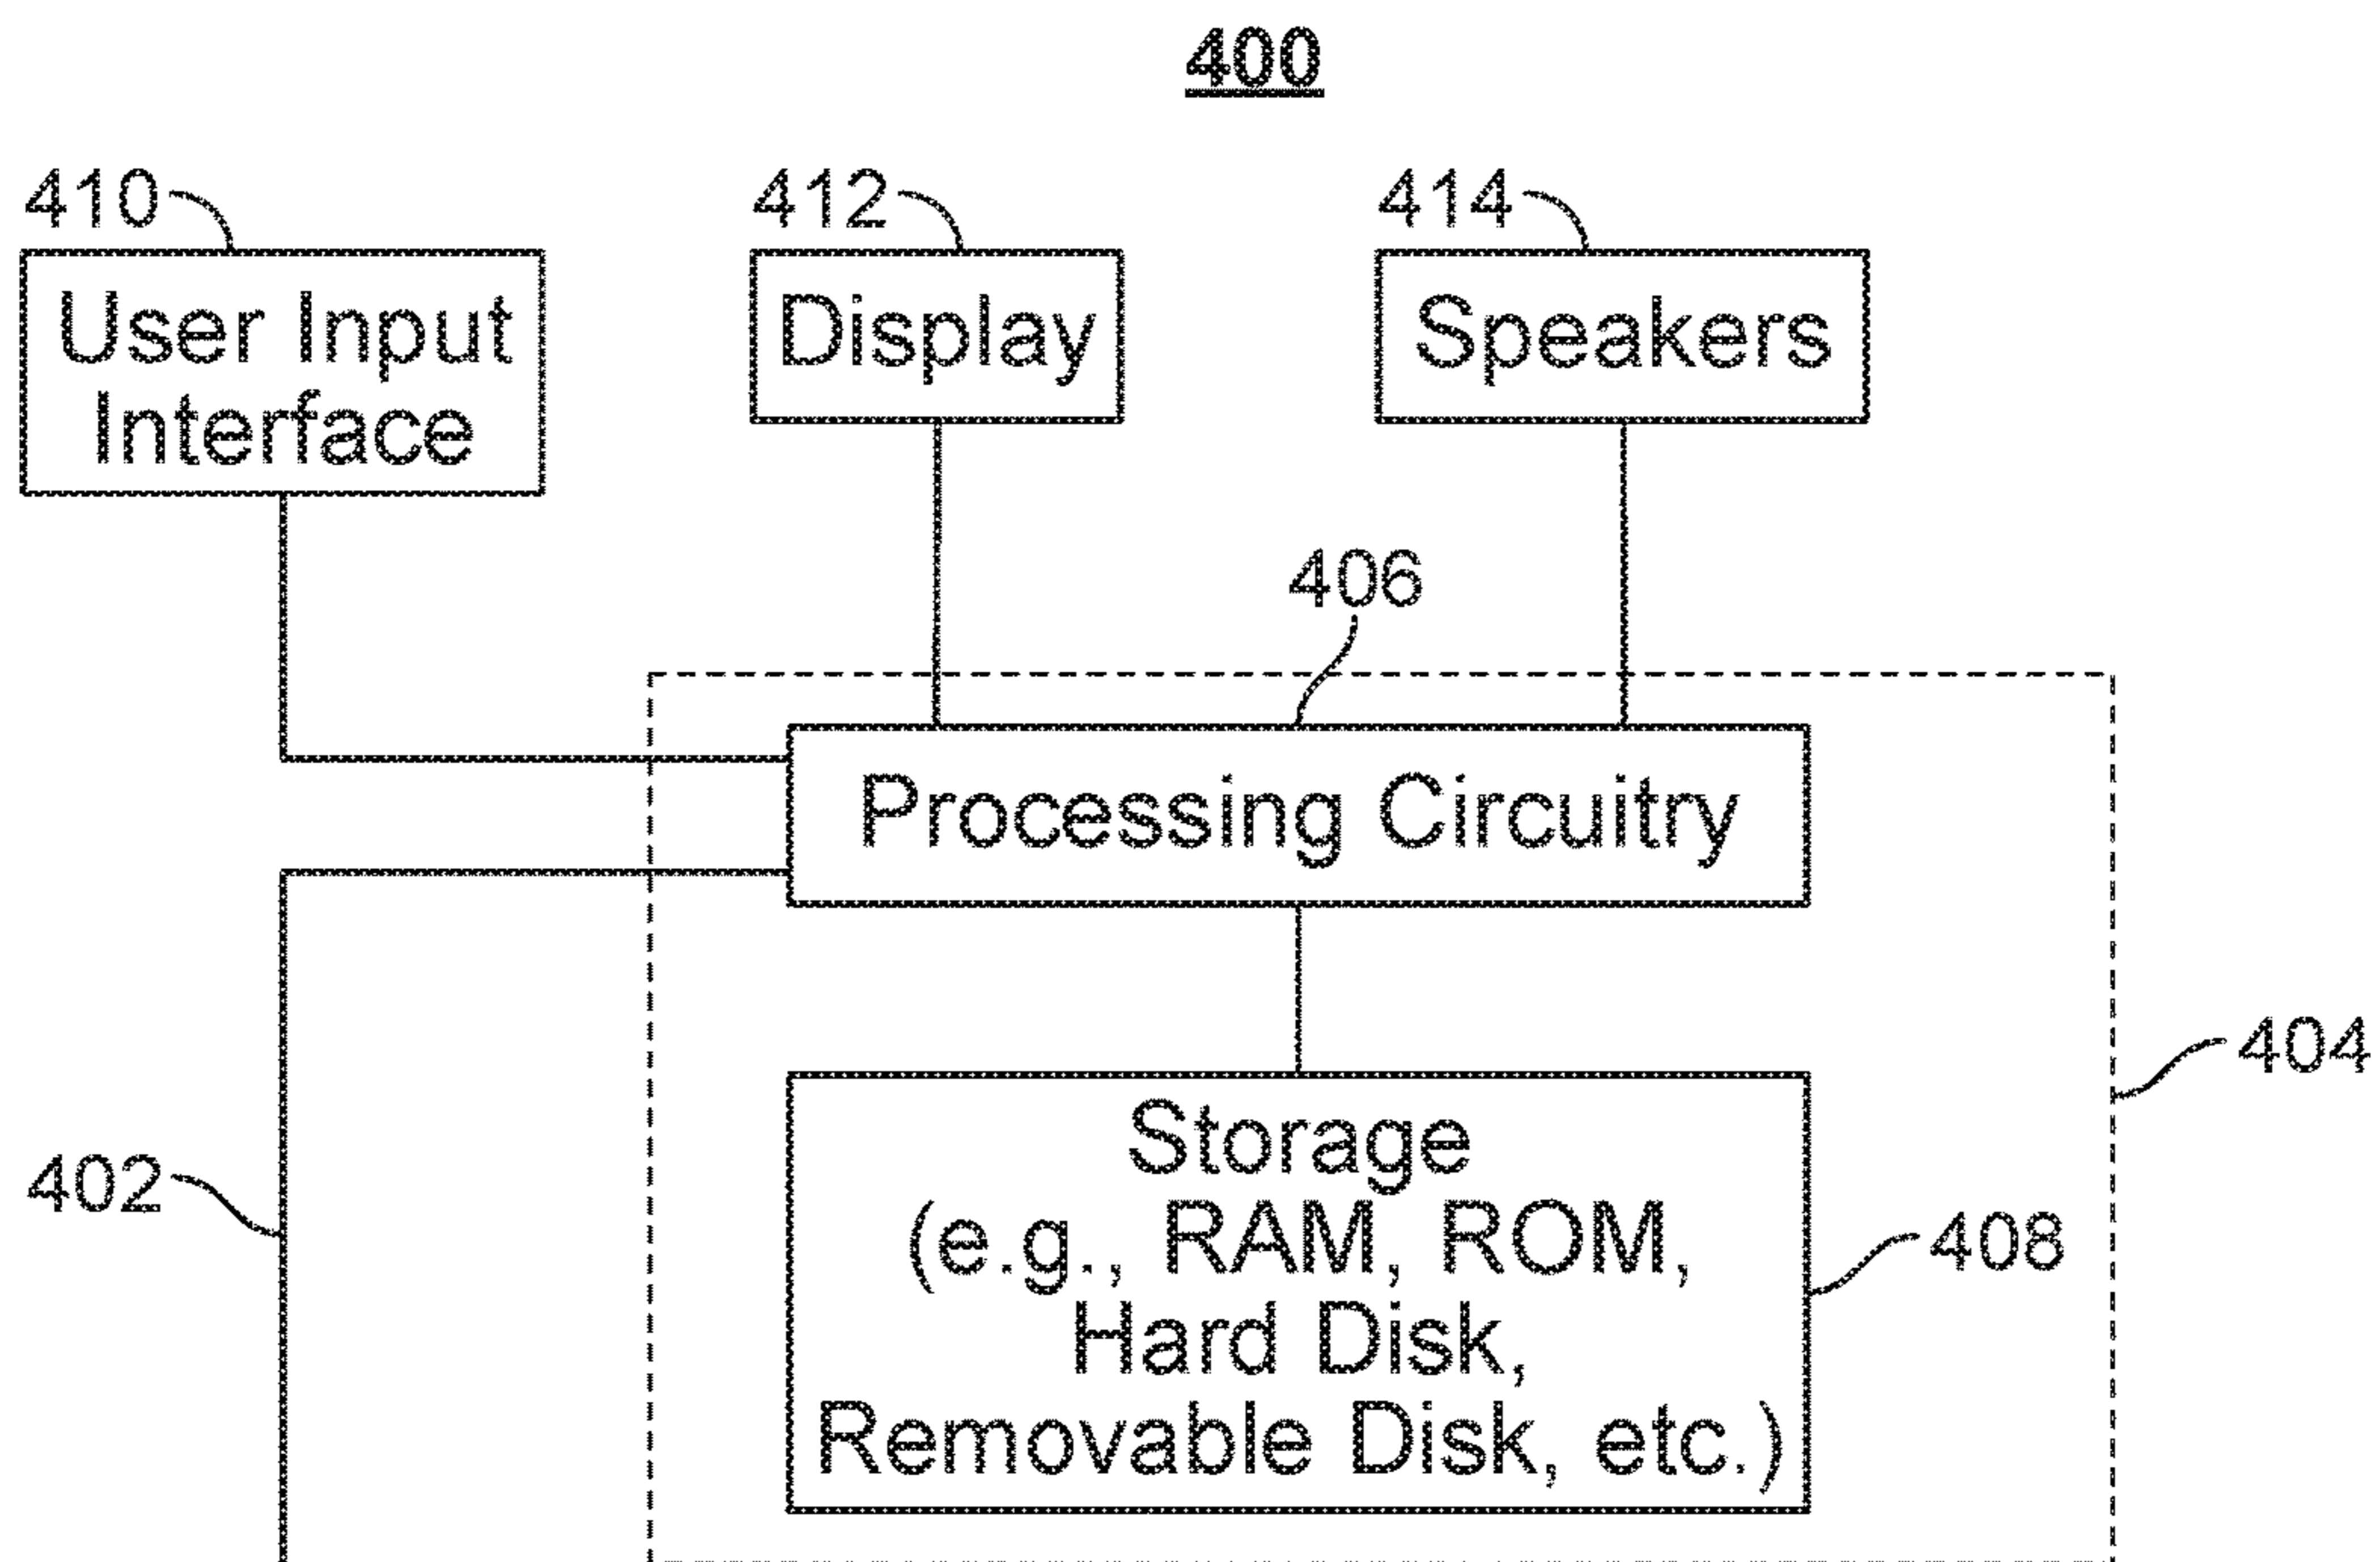 400
410
412
414
User Input
Interface
Display
Speakers
406
Processing Circuitry
404
402
Storage
(e.g., RAM, ROM,
Hard Disk,
Removable Disk, etc.)
408